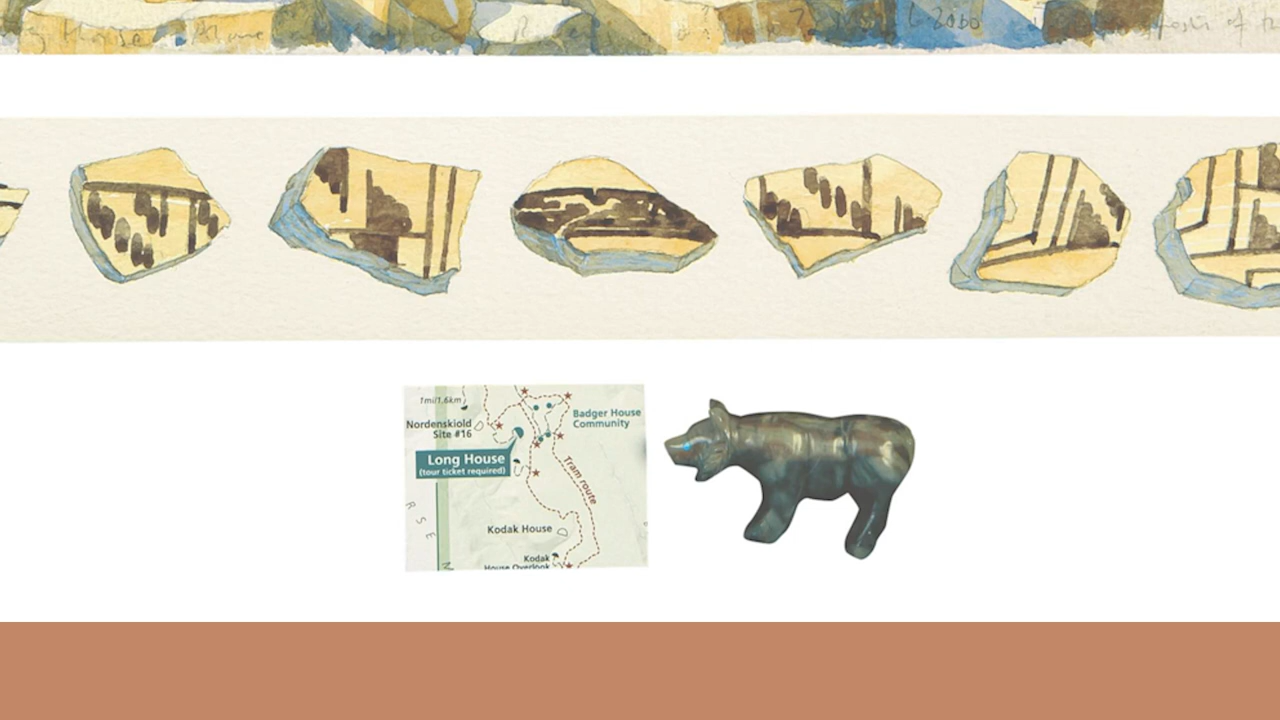 2000
1mi/1.6km
Nordenskiold
Site #16
Badger House
Community
Long House
(tour ticket required)
Tram route
R S E
Kodak House
Kodak
House Overlook
N